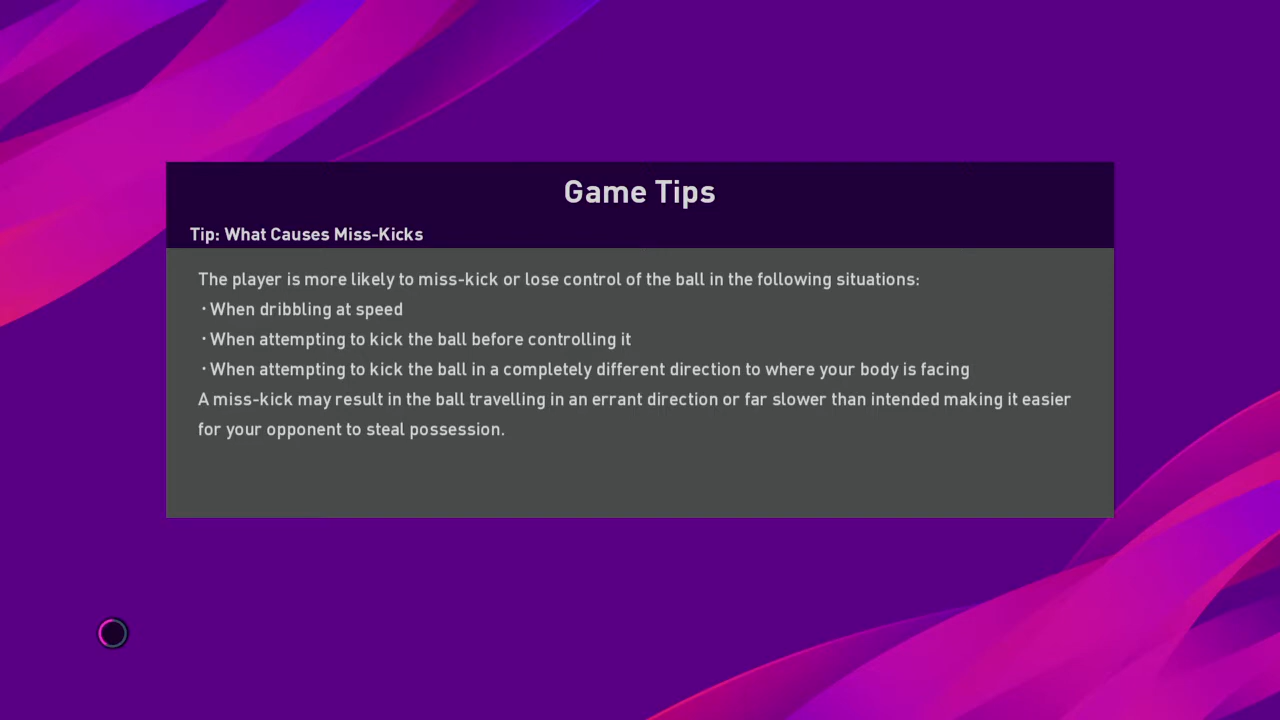 Game Tips
Tip: What Causes Miss-Kicks
The player is more likely to miss-kick or lose control of the ball in the following situations:
・When dribbling at speed
・When attempting to kick the ball before controlling it
・When attempting to kick the ball in a completely different direction to where your body is facing
A miss-kick may result in the ball travelling in an errant direction or far slower than intended making it easier
for your opponent to steal possession.